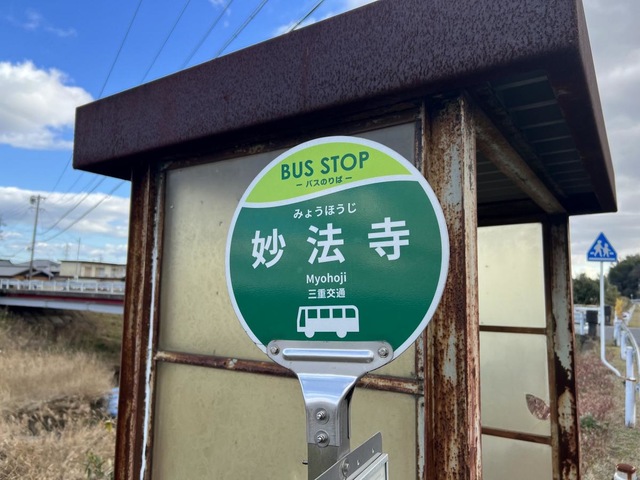 BUS STOP
ー バスのりば ー
みょうほうじ
妙法寺
Myohoji
三重交通